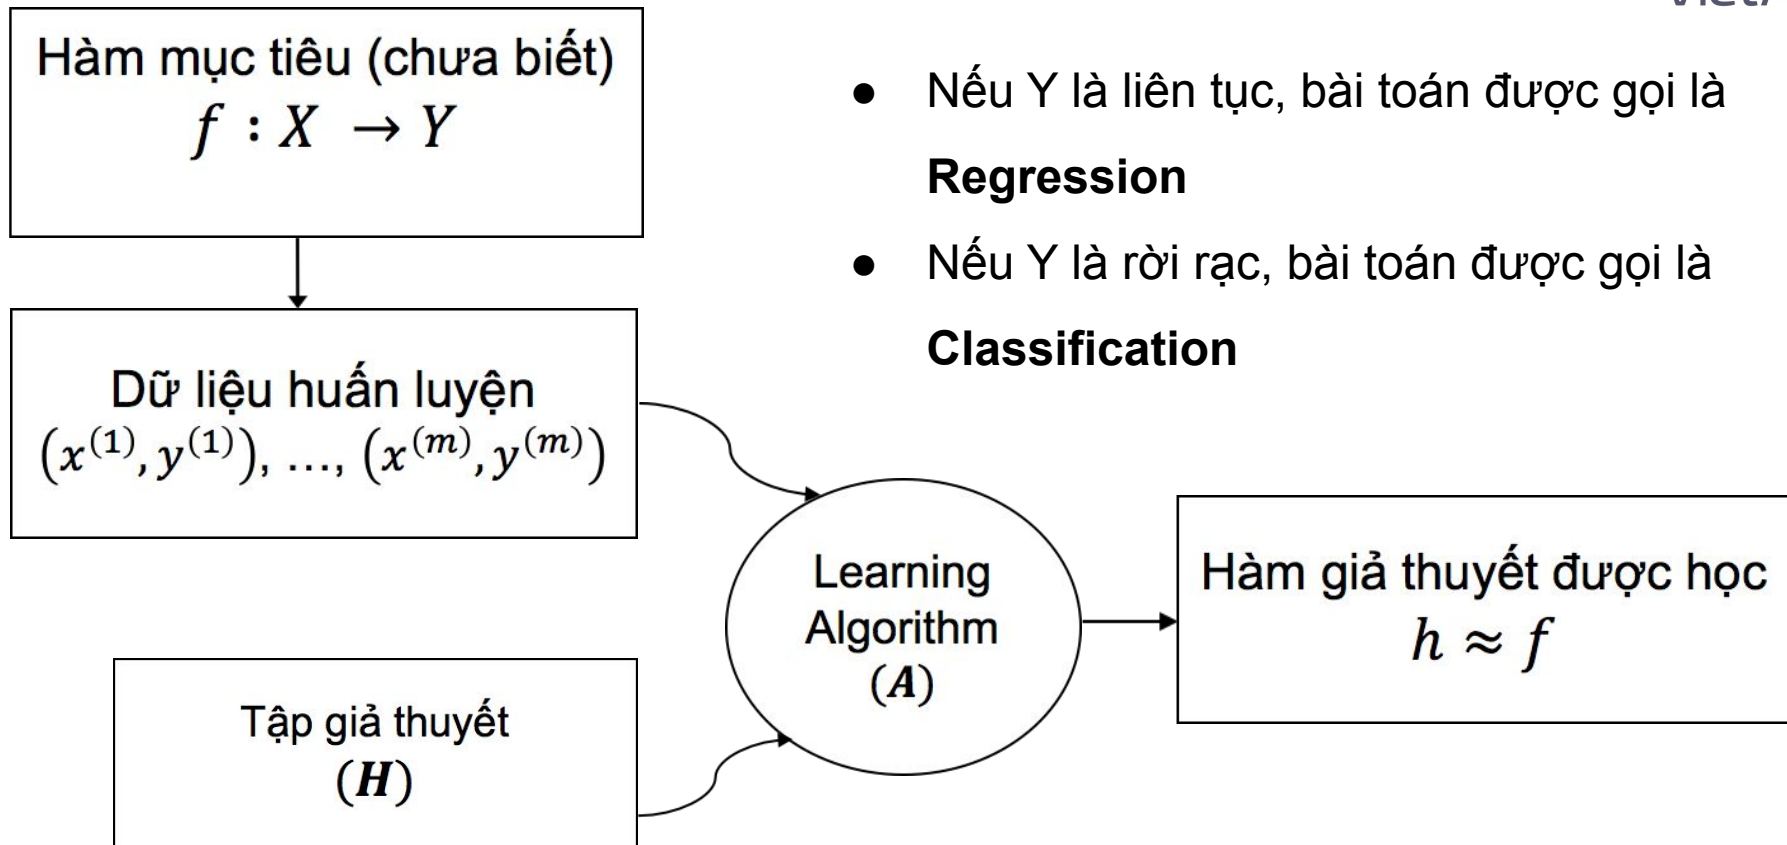 Hàm mục tiêu (chưa biết)
f : X → Y
● Nếu Y là liên tục, bài toán được gọi là
Regression
● Nếu Y là rời rạc, bài toán được gọi là
Classification
Dữ liệu huấn luyện
(x⁽¹⁾, y⁽¹⁾), …, (x⁽ᵐ⁾, y⁽ᵐ⁾)
Learning
Algorithm
(A)
Hàm giả thuyết được học
h ≈ f
Tập giả thuyết
(H)